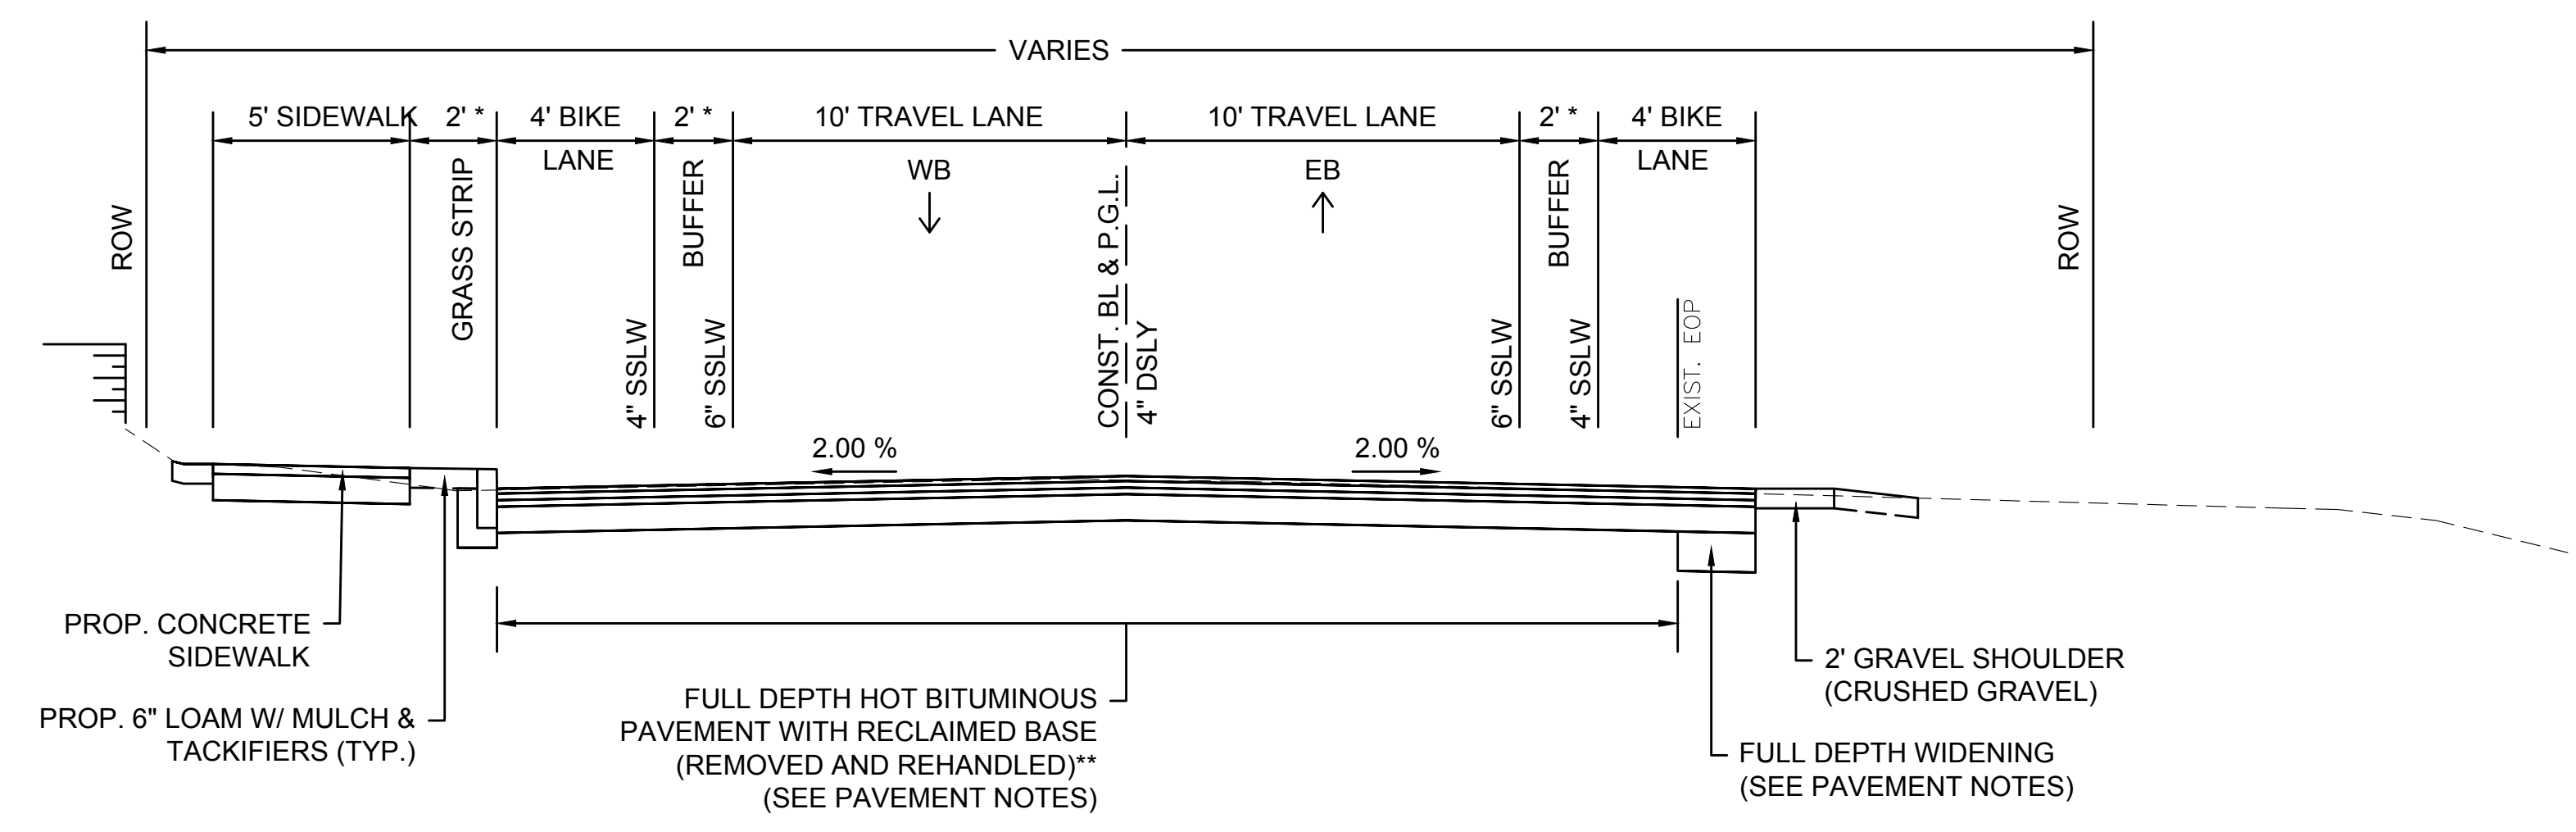 VARIES
5' SIDEWALK
2' *
4' BIKE
LANE
2' *
10' TRAVEL LANE
10' TRAVEL LANE
2' *
4' BIKE
LANE
WB
EB
ROW
GRASS STRIP
BUFFER
CONST. BL & P.G.L.
BUFFER
ROW
4" SSLW
6" SSLW
4" DSLY
6" SSLW
4" SSLW
EXIST. EOP
2.00 %
2.00 %
PROP. CONCRETE
SIDEWALK
PROP. 6" LOAM W/ MULCH &
TACKIFIERS (TYP.)
FULL DEPTH HOT BITUMINOUS
PAVEMENT WITH RECLAIMED BASE
(REMOVED AND REHANDLED)**
(SEE PAVEMENT NOTES)
2' GRAVEL SHOULDER
(CRUSHED GRAVEL)
FULL DEPTH WIDENING
(SEE PAVEMENT NOTES)